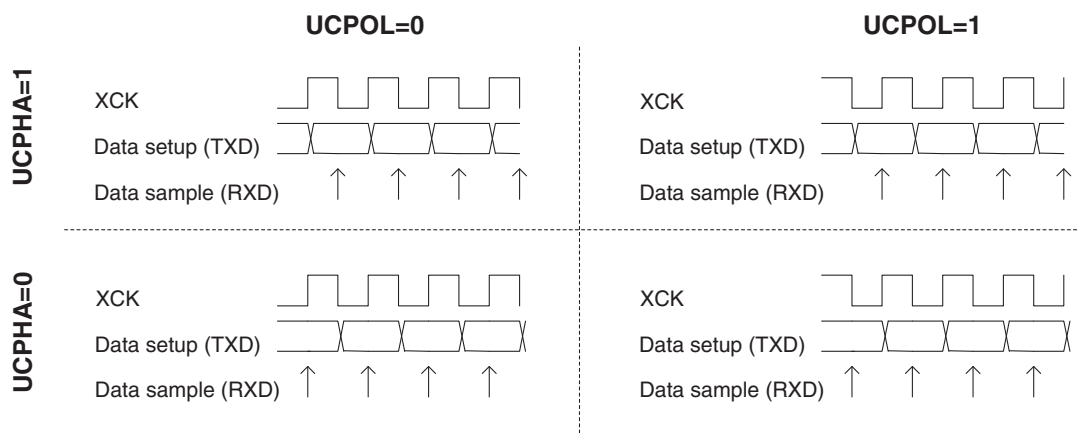 UCPOL=0
UCPOL=1
UCPHA=1
XCK
Data setup (TXD)
Data sample (RXD)
XCK
Data setup (TXD)
Data sample (RXD)
UCPHA=0
XCK
Data setup (TXD)
Data sample (RXD)
XCK
Data setup (TXD)
Data sample (RXD)